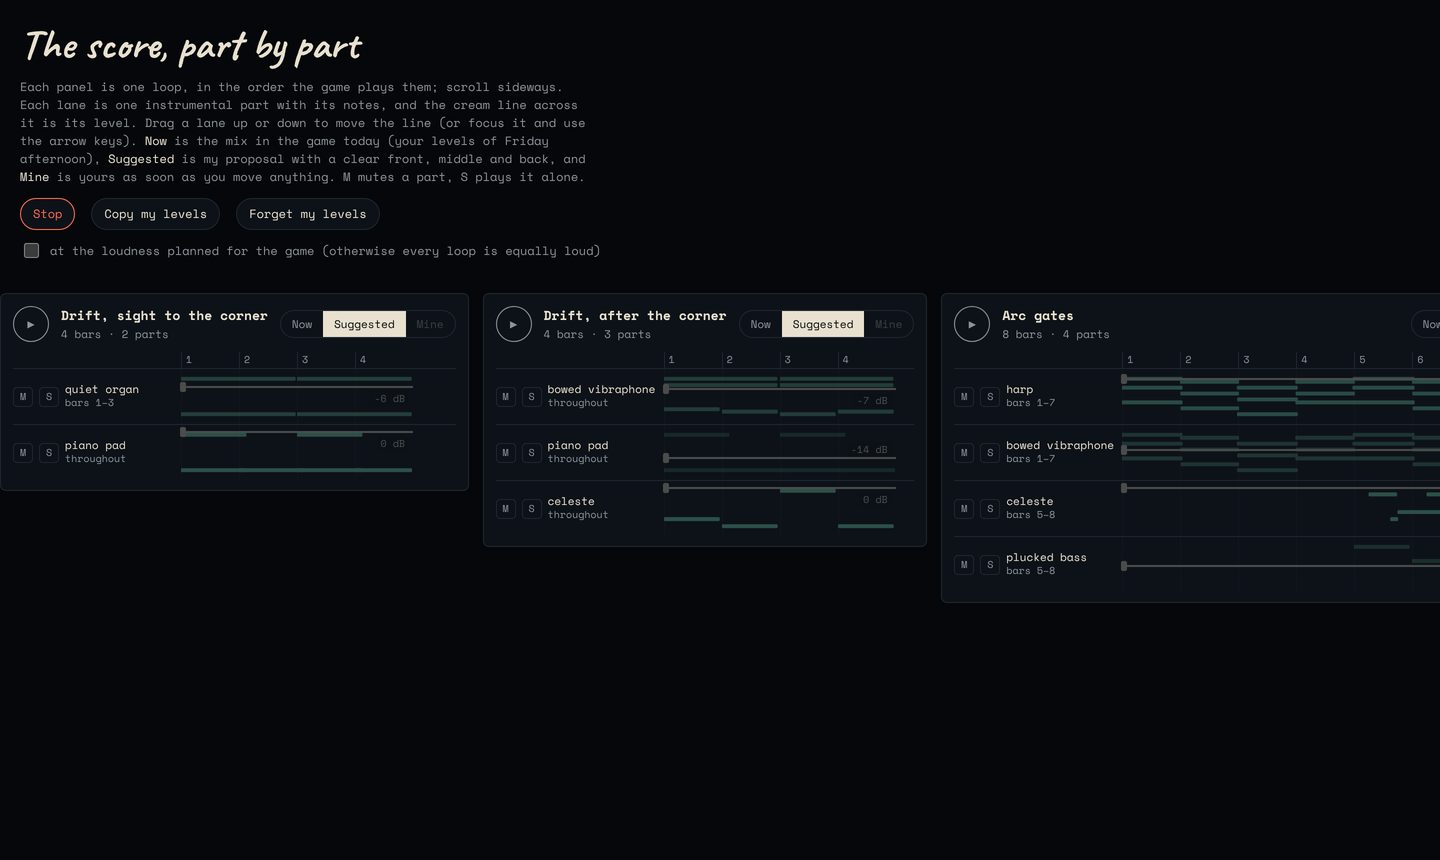 The score, part by part
Each panel is one loop, in the order the game plays them; scroll sideways.
Each lane is one instrumental part with its notes, and the cream line across
it is its level. Drag a lane up or down to move the line (or focus it and use
the arrow keys). Now is the mix in the game today (your levels of Friday
afternoon), Suggested is my proposal with a clear front, middle and back, and
Mine is yours as soon as you move anything. M mutes a part, S plays it alone.
Stop Copy my levels Forget my levels
at the loudness planned for the game (otherwise every loop is equally loud)
Drift, sight to the corner
4 bars · 2 parts
Now Suggested Mine
1 2 3 4
M S quiet organ
bars 1–3
-6 dB
M S piano pad
throughout
0 dB
Drift, after the corner
4 bars · 3 parts
Now Suggested Mine
1 2 3 4
M S bowed vibraphone
throughout
-7 dB
M S piano pad
throughout
-14 dB
M S celeste
throughout
0 dB
Arc gates
8 bars · 4 parts
Now
1 2 3 4 5 6
M S harp
bars 1–7
M S bowed vibraphone
bars 1–7
M S celeste
bars 5–8
M S plucked bass
bars 5–8